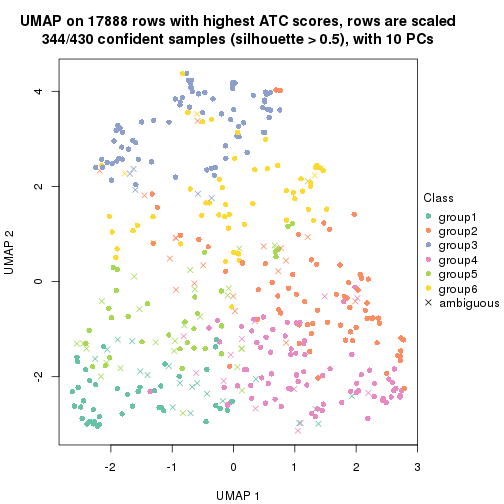 UMAP on 17888 rows with highest ATC scores, rows are scaled
344/430 confident samples (silhouette > 0.5), with 10 PCs
4
2
0
-2
UMAP 2
-2
-1
0
1
2
3
UMAP 1
Class
group1
group2
group3
group4
group5
group6
ambiguous